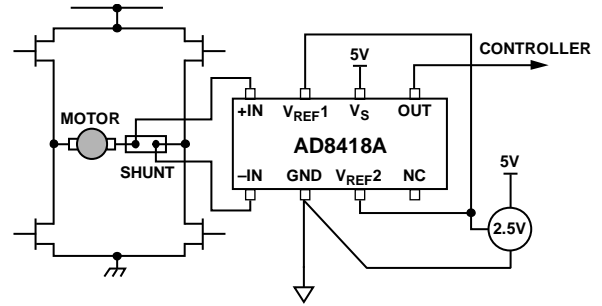 5V
CONTROLLER
+IN VREF1 VS OUT
MOTOR
AD8418A
SHUNT
–IN GND VREF2 NC
5V
2.5V